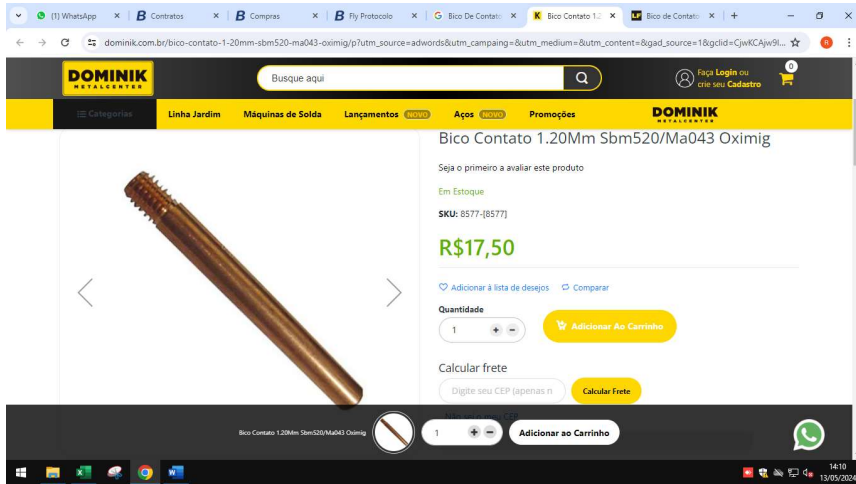 (1) WhatsApp
Contratos
Compras
Fly Protocolo
Bico De Contato
Bico Contato 1.2
Bico de Contato
dominik.com.br/bico-contato-1-20mm-sbm520-ma043-oximig/p?utm_source=adwords&utm_campaing=&utm_medium=&utm_content=&gad_source=1&gclid=CjwKCAjw9I...
DOMINIK
METALCENTER
Busque aqui
Faça Login ou
crie seu Cadastro
0
Categorias
Linha Jardim
Máquinas de Solda
Lançamentos NOVO
Aços NOVO
Promoções
DOMINIK
METALCENTER
Bico Contato 1.20Mm Sbm520/Ma043 Oximig
Seja o primeiro a avaliar este produto
Em Estoque
SKU: 8577-[8577]
R$17,50
Adicionar à lista de desejos
Comparar
Quantidade
1
Adicionar Ao Carrinho
Calcular frete
Digite seu CEP (apenas n
Calcular Frete
Não sei o meu CEP
Bico Contato 1.20Mm Sbm520/Ma043 Oximig
1
Adicionar ao Carrinho
14:10
13/05/2024